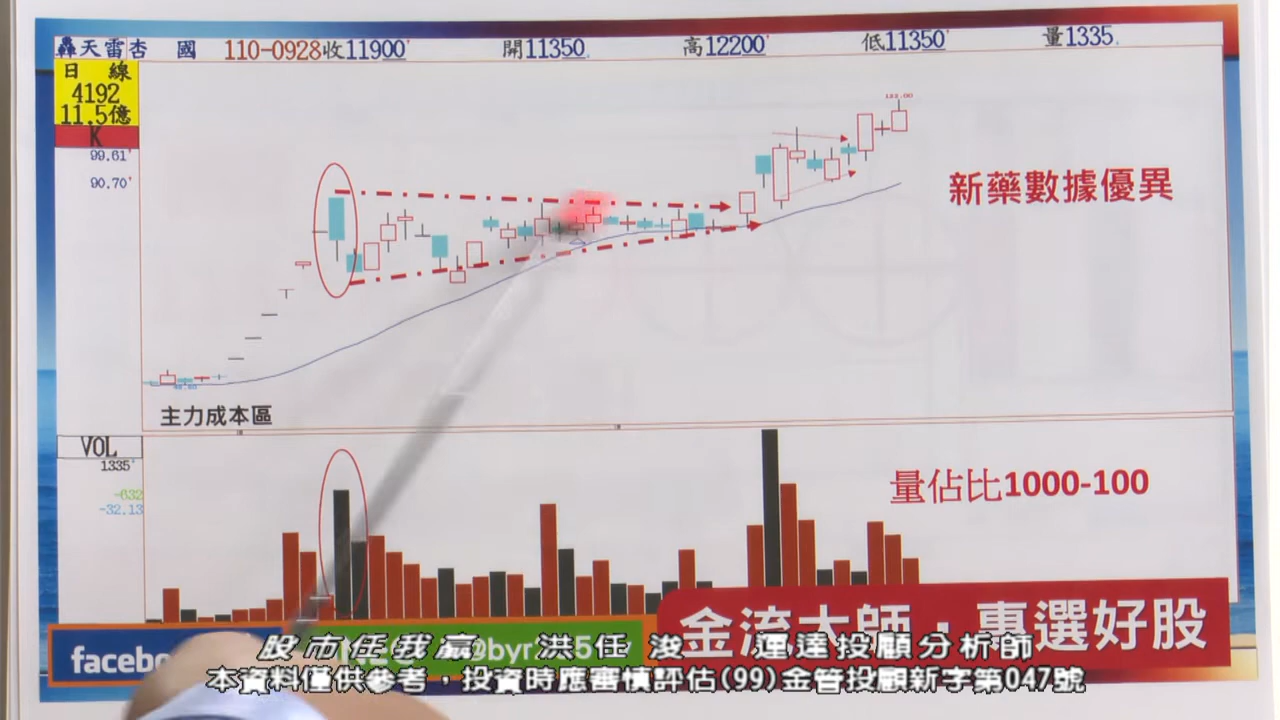 轟天雷杏 國 110-0928收11900 開11350 高12200 低11350 量1335
日 線
4192
11.5億
K
99.61
90.70
新藥數據優異
主力成本區
VOL
1335
-632
-32.13
量佔比1000-100
金流大師,專選好股
股市任我贏 洪任浚 運達投顧分析師
本資料僅供參考,投資時應審慎評估(99)金管投顧新字第047號